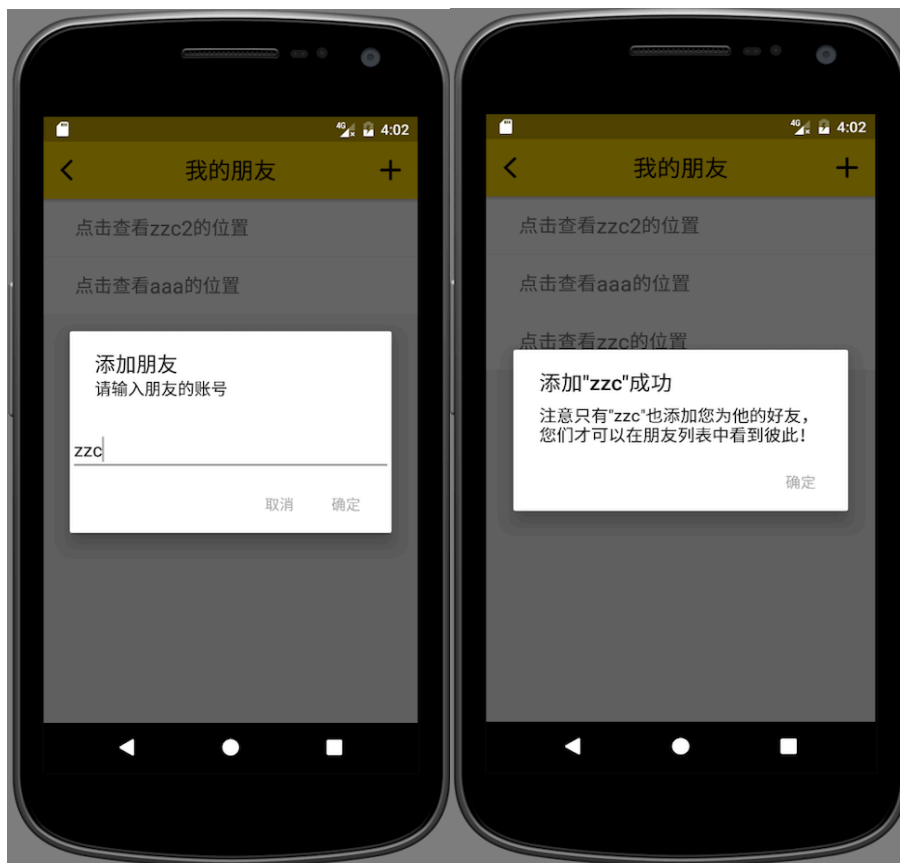 4G 4:02
我的朋友
点击查看zzc2的位置
点击查看aaa的位置
添加朋友
请输入朋友的账号
zzc
取消 确定
4G 4:02
我的朋友
点击查看zzc2的位置
点击查看aaa的位置
点击查看zzc的位置
添加"zzc"成功
注意只有"zzc"也添加您为他的好友，
您们才可以在朋友列表中看到彼此！
确定